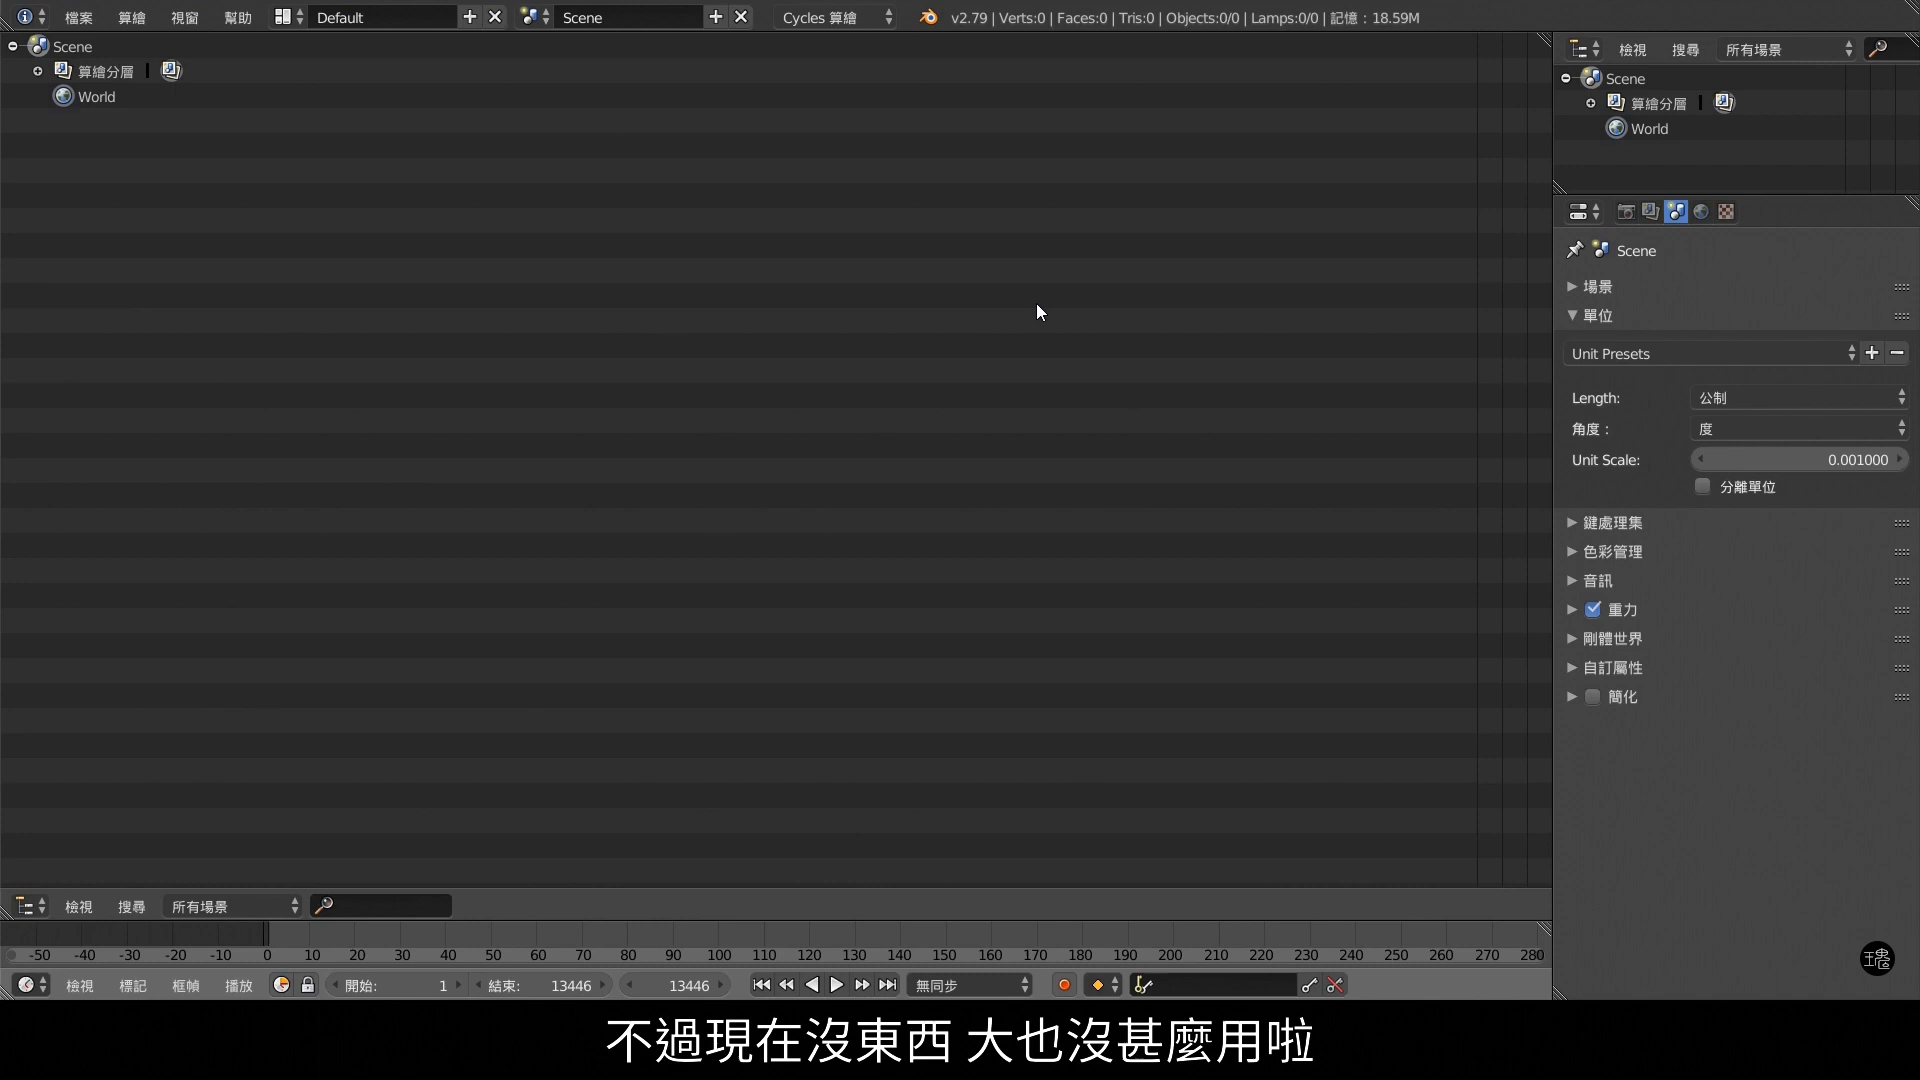 檔案 算繪 視窗 幫助 Default Scene Cycles 算繪 v2.79 | Verts:0 | Faces:0 | Tris:0 | Objects:0/0 | Lamps:0/0 | 記憶：18.59M
Scene
算繪分層
World
檢視 搜尋 所有場景
Scene
算繪分層
World
Scene
場景
單位
Unit Presets
Length: 公制
角度： 度
Unit Scale: 0.001000
分離單位
鍵處理集
色彩管理
音訊
重力
剛體世界
自訂屬性
簡化
檢視 搜尋 所有場景
-50 -40 -30 -20 -10 0 10 20 30 40 50 60 70 80 90 100 110 120 130 140 150 160 170 180 190 200 210 220 230 240 250 260 270 280
檢視 標記 框幀 播放 開始: 1 結束: 13446 13446 無同步
不過現在沒東西 大也沒甚麼用啦